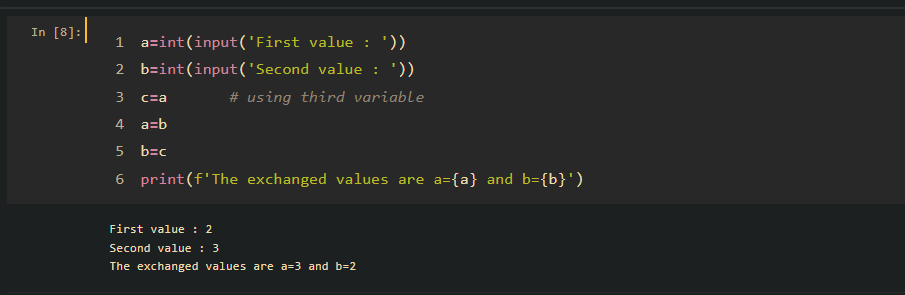 In [8]:
1 a=int(input('First value : '))
2 b=int(input('Second value : '))
3 c=a       # using third variable
4 a=b
5 b=c
6 print(f'The exchanged values are a={a} and b={b}')
First value : 2
Second value : 3
The exchanged values are a=3 and b=2